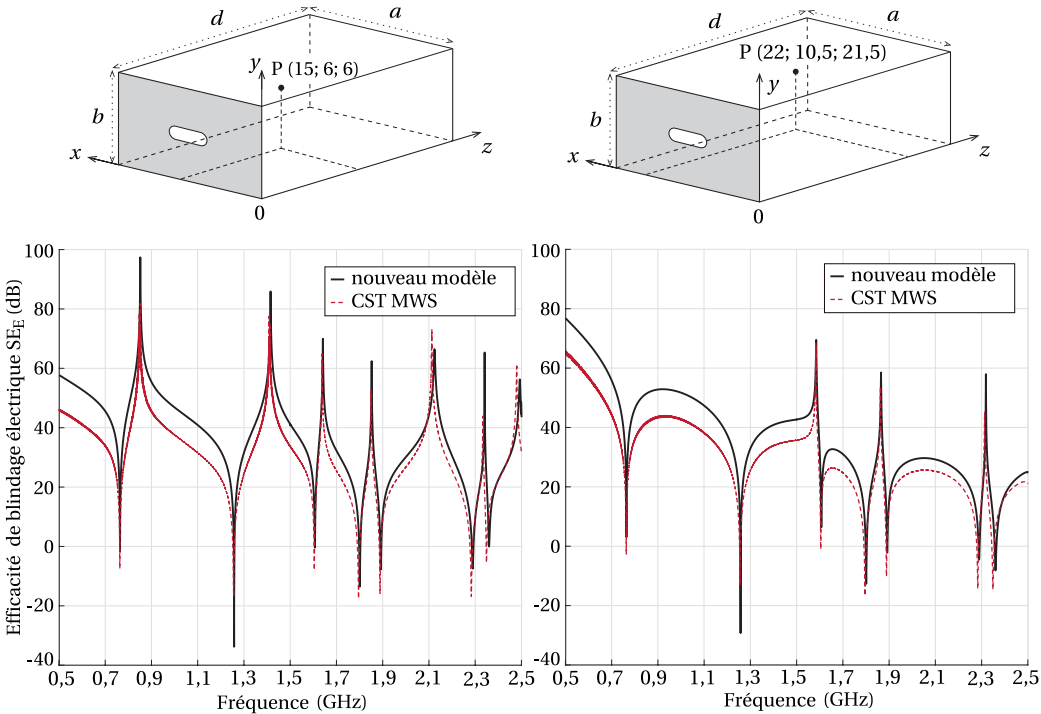 d
a
y
P (15; 6; 6)
b
x
z
0
d
a
P (22; 10,5; 21,5)
y
b
x
z
0
Efficacité de blindage électrique SE_E (dB)
100
80
60
40
20
0
-20
-40
nouveau modèle
CST MWS
0,5 0,7 0,9 1,1 1,3 1,5 1,7 1,9 2,1 2,3 2,5
Fréquence (GHz)
100
80
60
40
20
0
-20
-40
nouveau modèle
CST MWS
0,5 0,7 0,9 1,1 1,3 1,5 1,7 1,9 2,1 2,3 2,5
Fréquence (GHz)